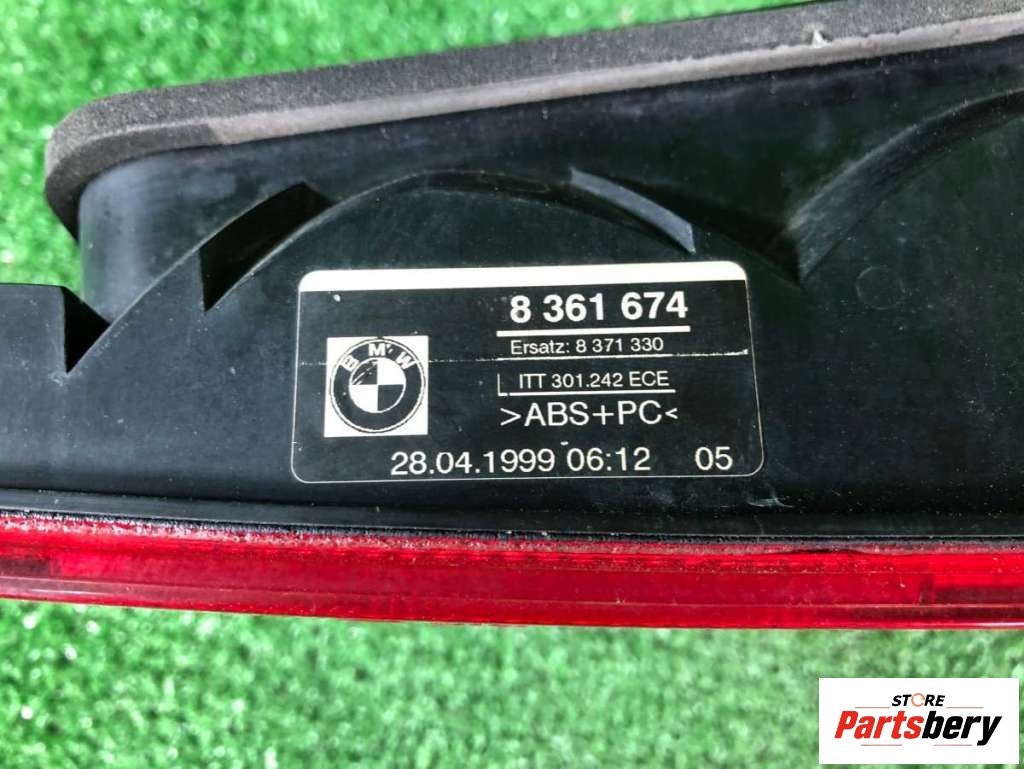 8 361 674
Ersatz: 8 371 330
BMW
L ITT 301.242 ECE
>ABS+PC<
28.04.1999 06:12 05
STORE
Partsbery